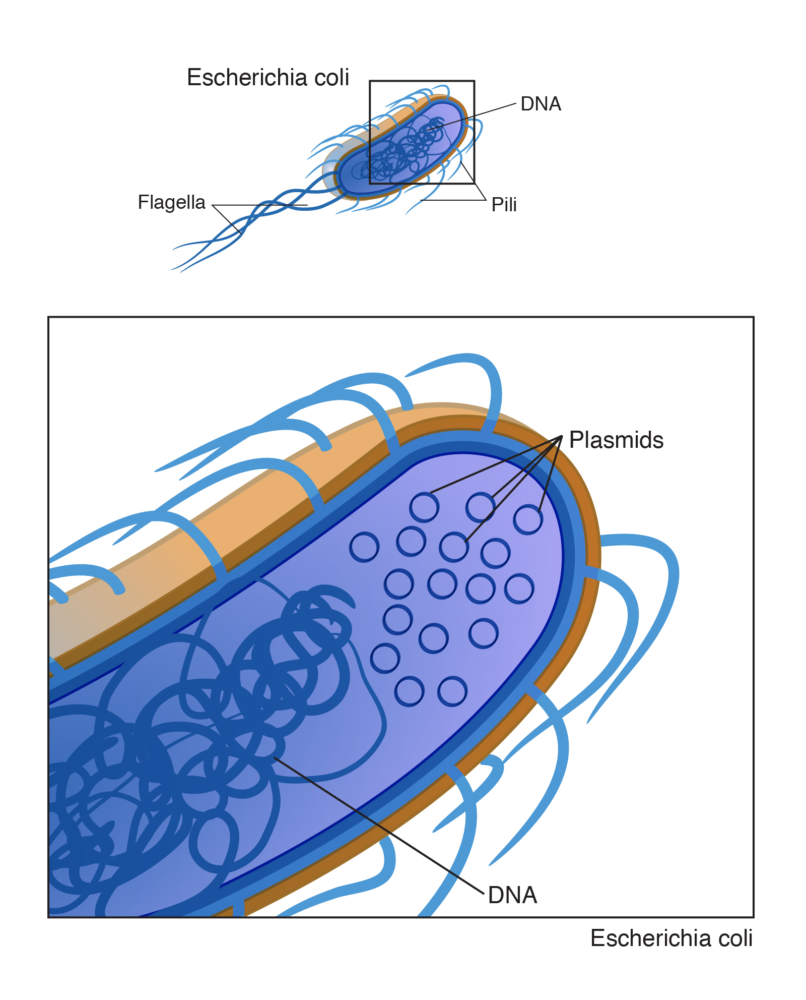 Escherichia coli
DNA
Flagella
Pili
Plasmids
DNA
Escherichia coli